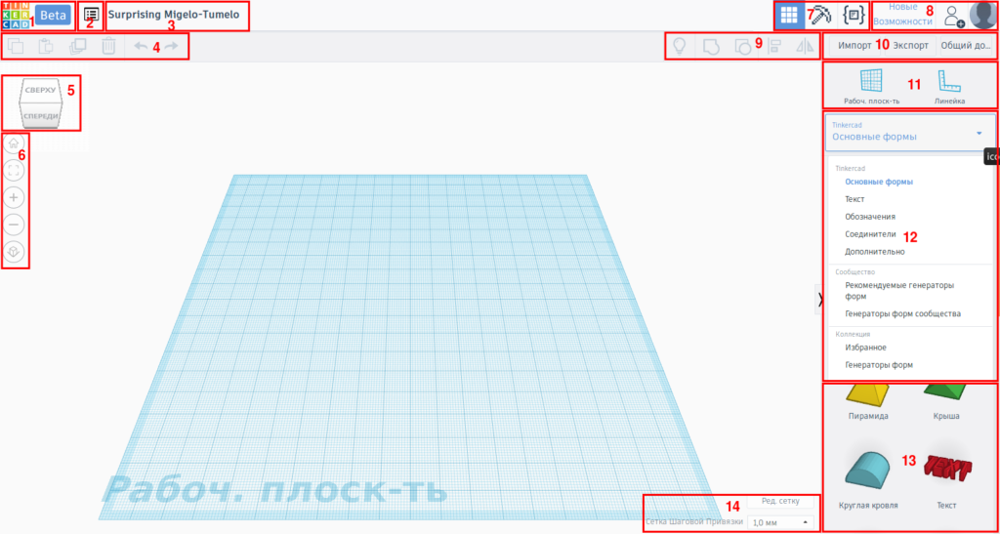 TIN
KER
CAD
1
Beta
2
Surprising Migelo-Tumelo
3
7
Новые
Возможности
8
4
9
Импорт
10
Экспорт
Общий до...
СВЕРХУ
СПЕРЕДИ
5
6
11
Рабоч. плоск-ть
Линейка
Tinkercad
Основные формы
ico
Tinkercad
Основные формы
Текст
Обозначения
Соединители
12
Дополнительно
Сообщество
Рекомендуемые генераторы
форм
Генераторы форм сообщества
Коллекция
Избранное
Генераторы форм
Пирамида
Крыша
13
TEXT
Круглая кровля
Текст
Рабоч. плоск-ть
14
Ред. сетку
Сетка Шаговой Привязки
1,0 мм